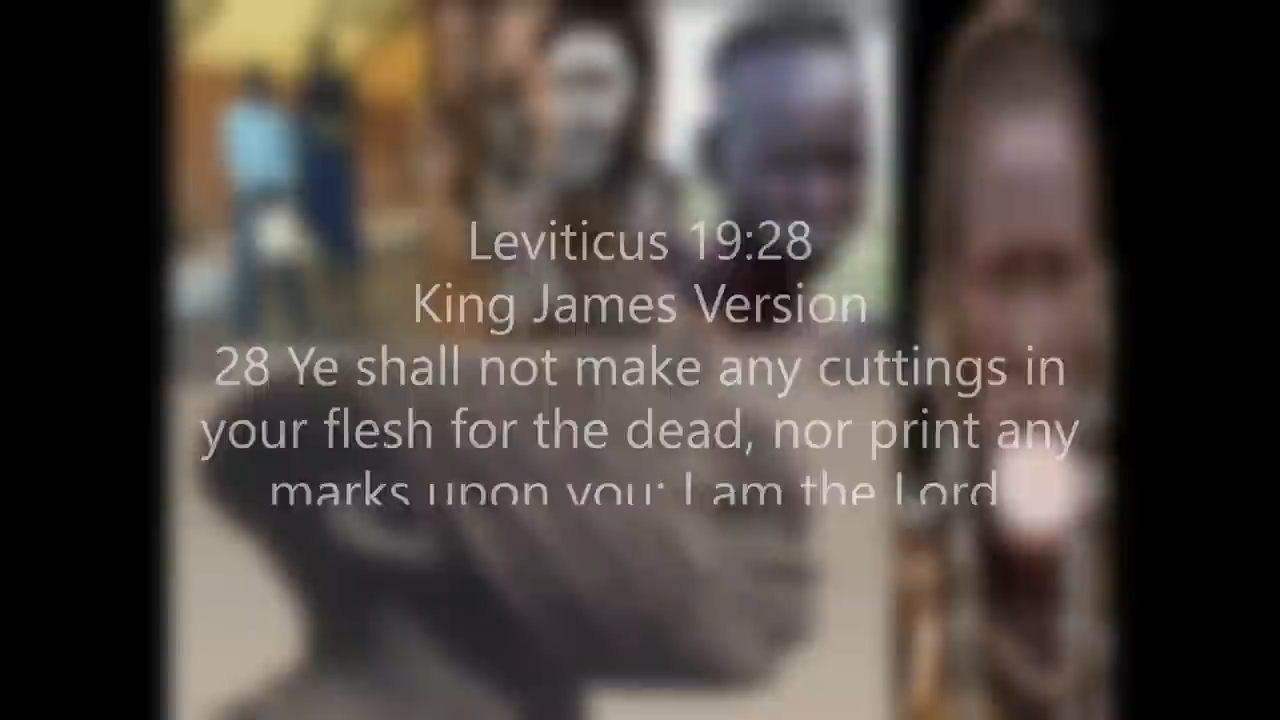 Leviticus 19:28
King James Version
28 Ye shall not make any cuttings in
your flesh for the dead, nor print any
marks upon you: I am the Lord